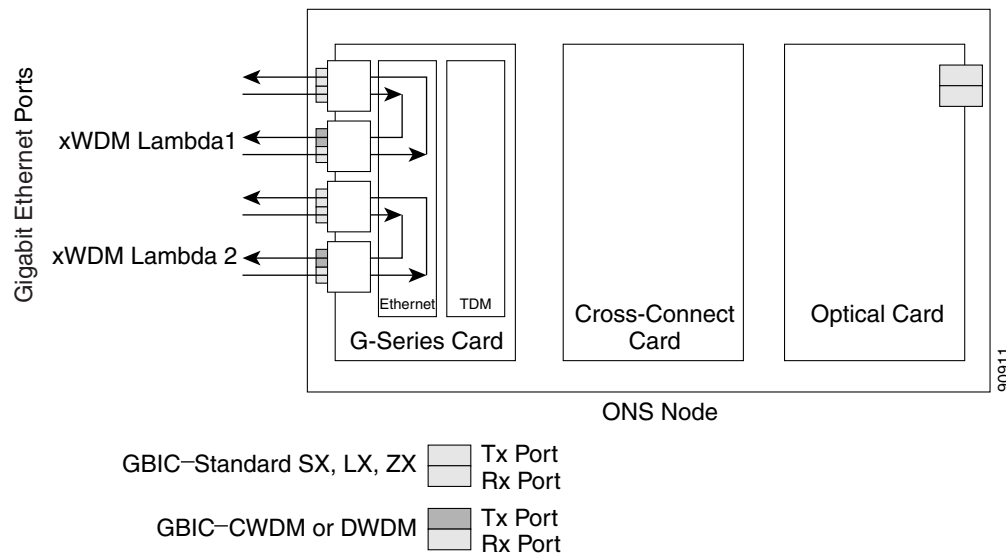 Gigabit Ethernet Ports
xWDM Lambda1
xWDM Lambda 2
Ethernet
TDM
G-Series Card
Cross-Connect
Card
Optical Card
90911
ONS Node
GBIC–Standard SX, LX, ZX
Tx Port
Rx Port
GBIC–CWDM or DWDM
Tx Port
Rx Port